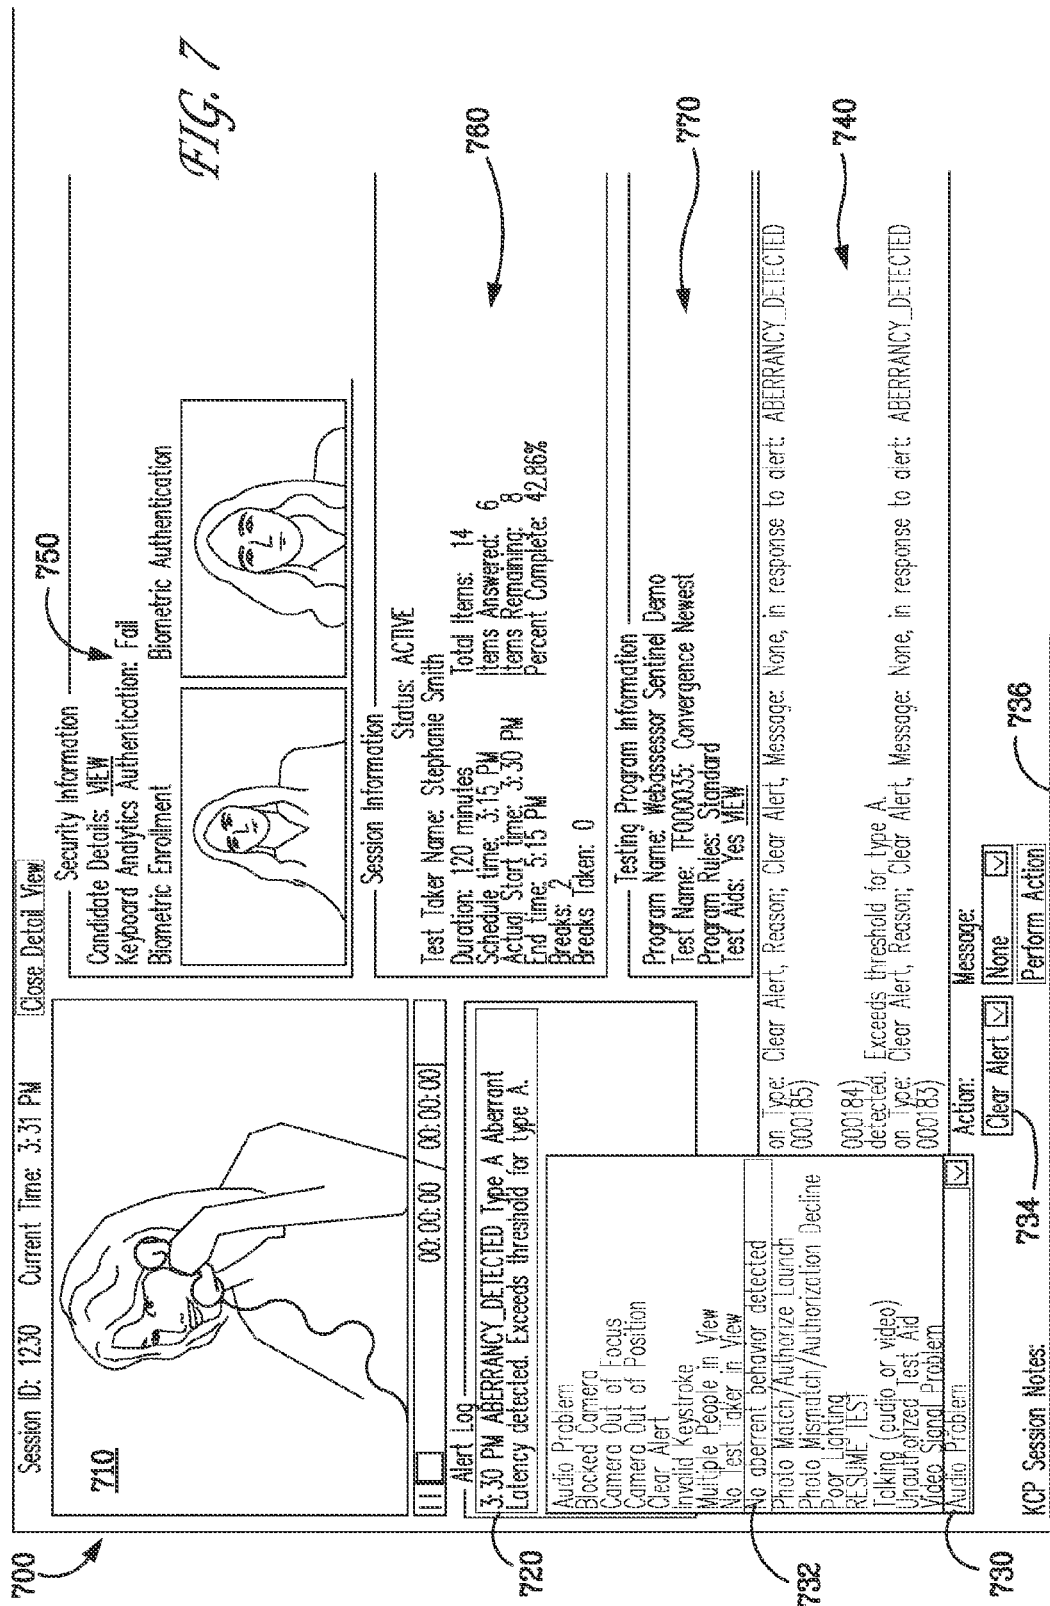 FIG. 7
700
Session ID: 1230 Current Time: 3:31 PM Close Detail View
710
00:00:00 / 00:00:00
Security Information
750
Candidate Details: VIEW
Keyboard Analytics Authentication: Fail
Biometric Enrollment Biometric Authentication
Session Information
760
Status: ACTIVE
Test Taker Name: Stephanie Smith
Duration: 120 minutes Total Items: 14
Schedule time: 3:15 PM Items Answered: 6
Actual Start time: 3:30 PM Items Remaining: 8
End time: 5:15 PM Percent Complete: 42.86%
Breaks: 2
Breaks Taken: 0
Testing Program Information
770
Program Name: Webassessor Sentinel Demo
Test Name: TF000035: Convergence Newest
Program Rules: Standard
Test Aids: Yes VIEW
Alert Log
720
3:30 PM ABERRANCY_DETECTED Type A Aberrant
Latency detected. Exceeds threshold for type A.
Audio Problem
Blocked Camera
Camera Out of Focus
Camera Out of Position
Clear Alert
Invalid Keystroke
Multiple People in View
No Test Taker in View
No aberrent behavior detected
Photo Match/Authorize Launch
Photo Mismatch/Authorization Decline
Poor Lighting
RESUME TEST
Talking (audio or video)
Unauthorized Test Aid
Video Signal Problem
Audio Problem
732
730
740
on Type: Clear Alert, Reason; Clear Alert, Message: None, in response to alert: ABERRANCY_DETECTED
000185)
000184)
detected. Exceeds threshold for type A.
on Type: Clear Alert, Reason; Clear Alert, Message: None, in response to alert: ABERRANCY_DETECTED
000183)
Action: Message:
Clear Alert None
734
736
Perform Action
KCP Session Notes: